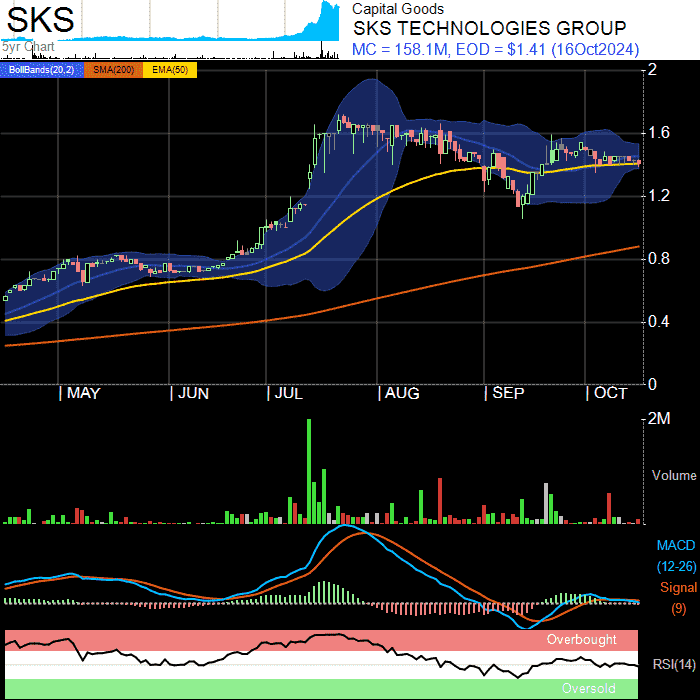 SKS
5yr Chart
Capital Goods
SKS TECHNOLOGIES GROUP
MC = 158.1M, EOD = $1.41 (16Oct2024)
BollBands(20,2) SMA(200) EMA(50)
2
1.6
1.2
0.8
0.4
0
MAY JUN JUL AUG SEP OCT
2M
Volume
MACD
(12-26)
Signal
(9)
Overbought
RSI(14)
Oversold